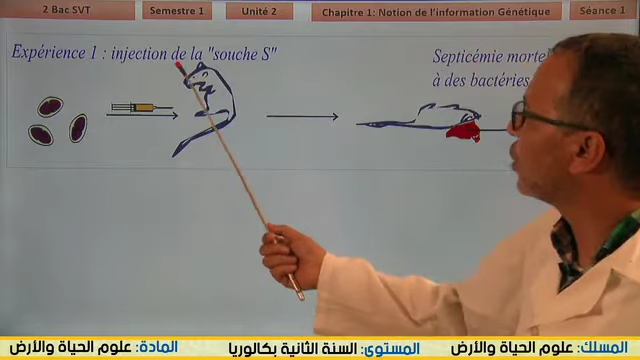 2 Bac SVT
Semestre 1
Unité 2
Chapitre 1: Notion de l'information Génétique
Séance 1
Expérience 1 : injection de la "souche S"
Septicémie mortel
à des bactéries
المسلك: علوم الحياة والأرض
المستوى: السنة الثانية بكالوريا
المادة: علوم الحياة والأرض